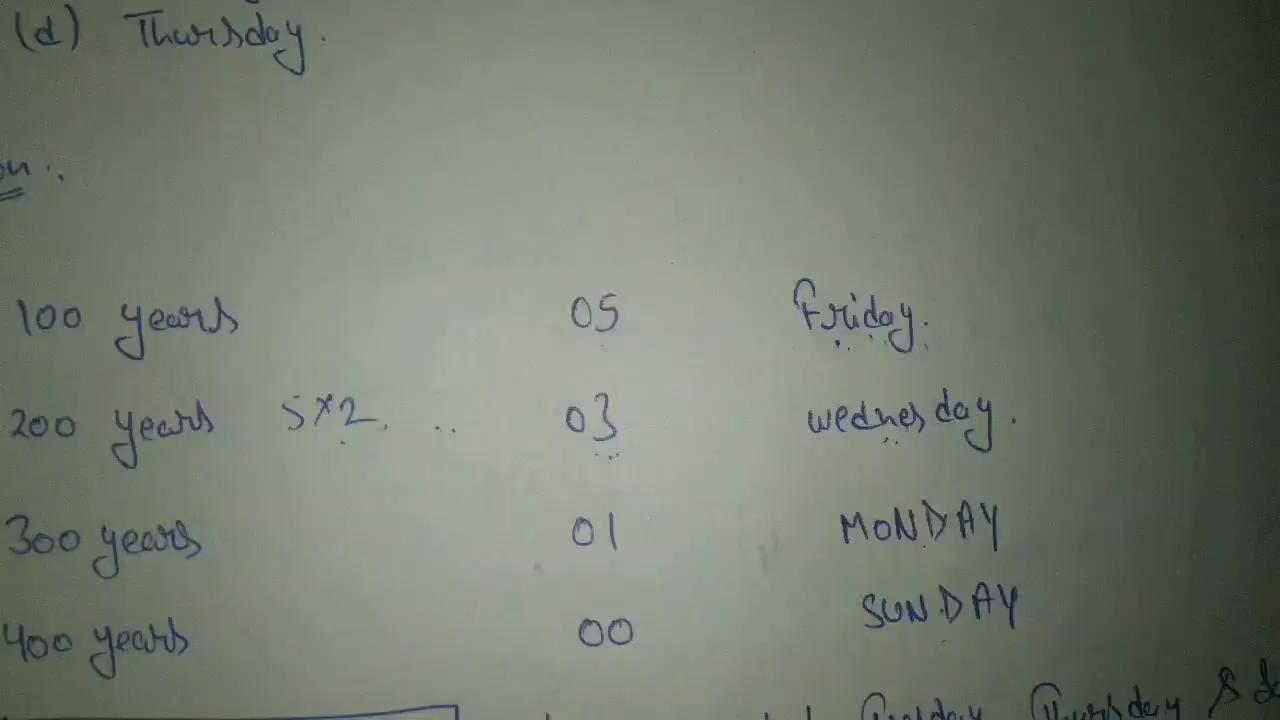 (d) Thursday.
100 years 05 Friday.
200 years 5×2. .. 03 wednesday.
300 years 01 MONDAY
400 years 00 SUNDAY
Thursday &